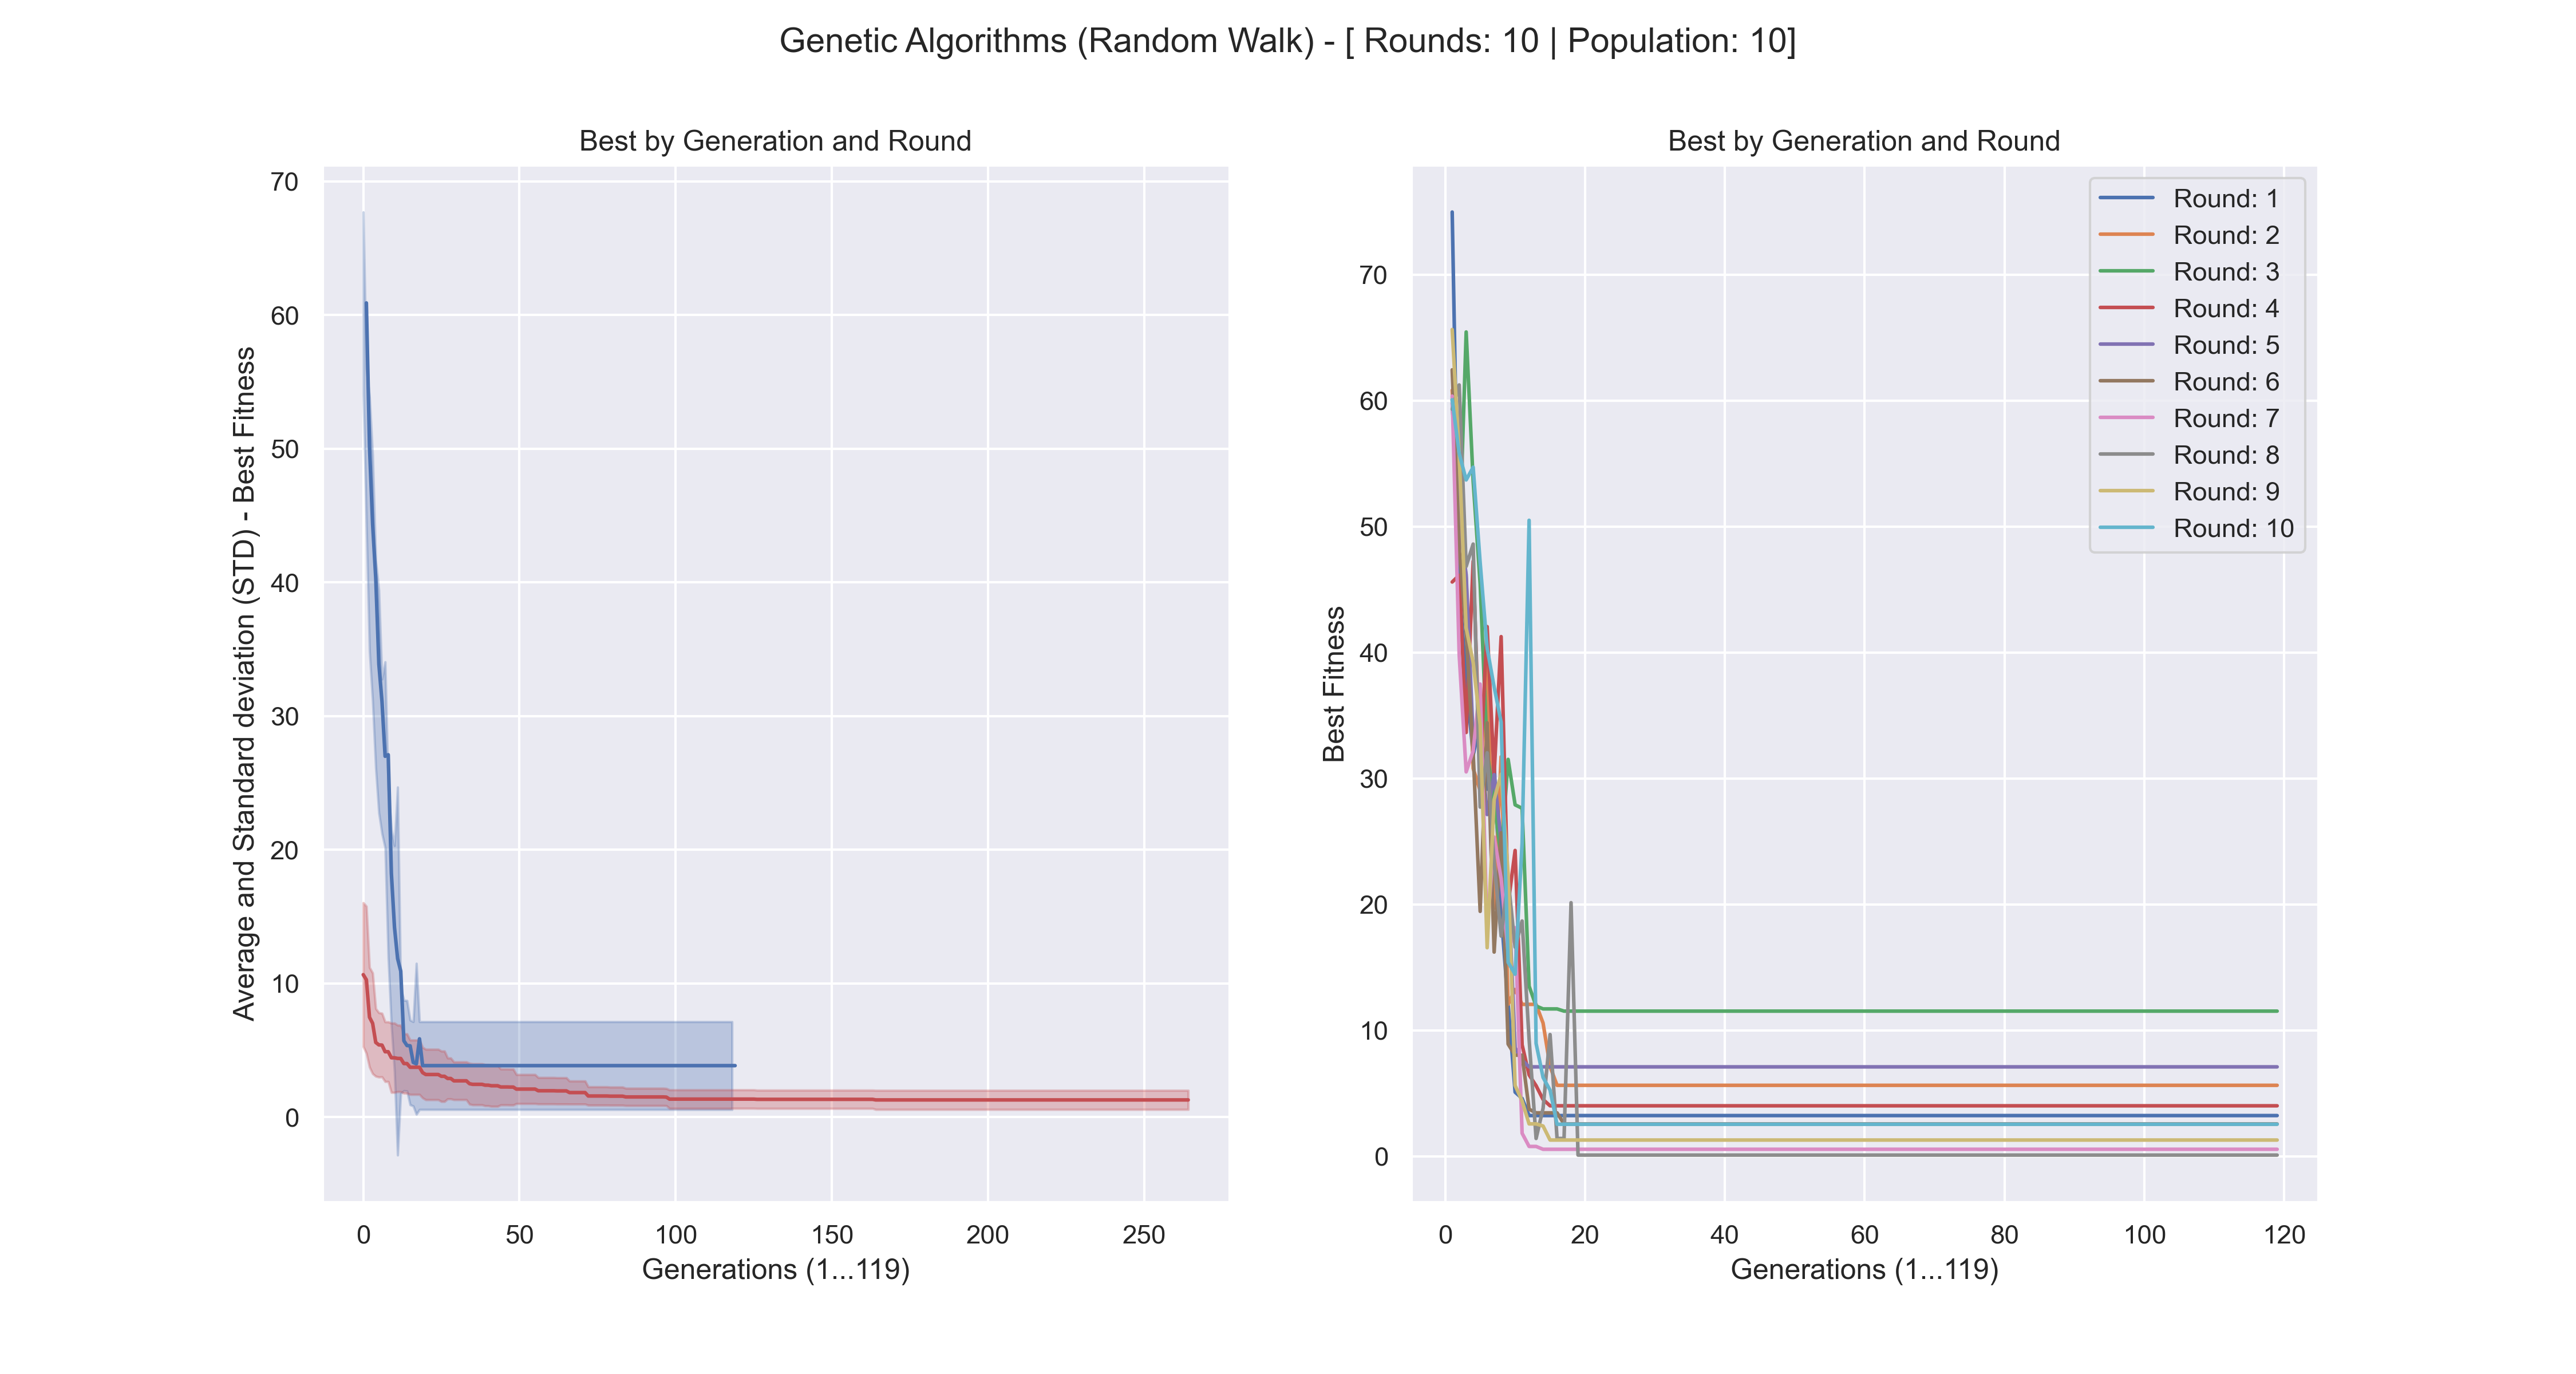 Genetic Algorithms (Random Walk) - [ Rounds: 10 | Population: 10]
Best by Generation and Round
Average and Standard deviation (STD) - Best Fitness
70
60
50
40
30
20
10
0
0 50 100 150 200 250
Generations (1...119)
Best by Generation and Round
Best Fitness
70
60
50
40
30
20
10
0
0 20 40 60 80 100 120
Generations (1...119)
Round: 1
Round: 2
Round: 3
Round: 4
Round: 5
Round: 6
Round: 7
Round: 8
Round: 9
Round: 10